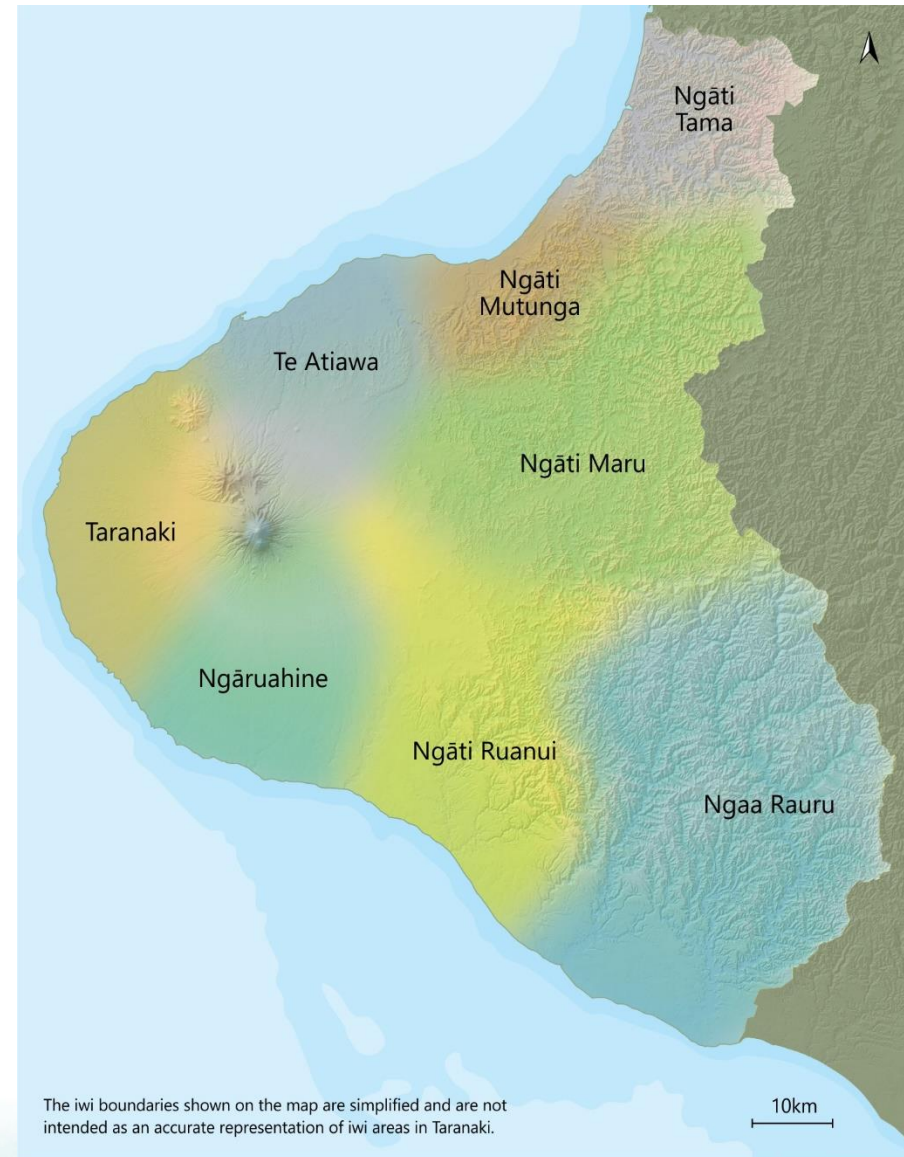 Ngāti
Tama
Ngāti
Mutunga
Te Atiawa
Ngāti Maru
Taranaki
Ngāruahine
Ngāti Ruanui
Ngaa Rauru
The iwi boundaries shown on the map are simplified and are not
intended as an accurate representation of iwi areas in Taranaki.
10km